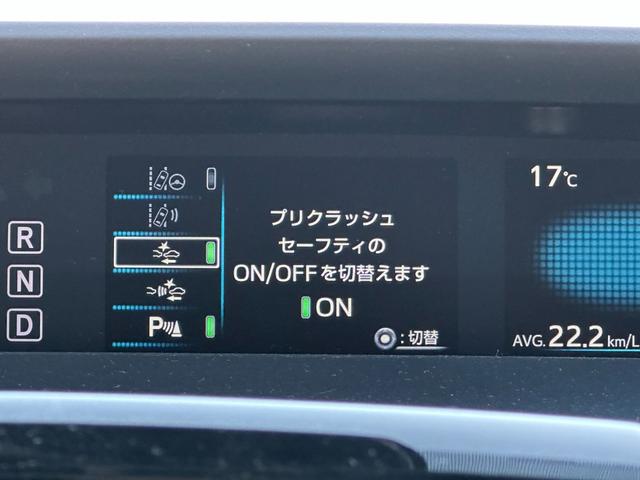 R
N
D
P
プリクラッシュ
セーフティの
ON/OFFを切替えます
ON
:切替
17℃
AVG. 22.2 km/L